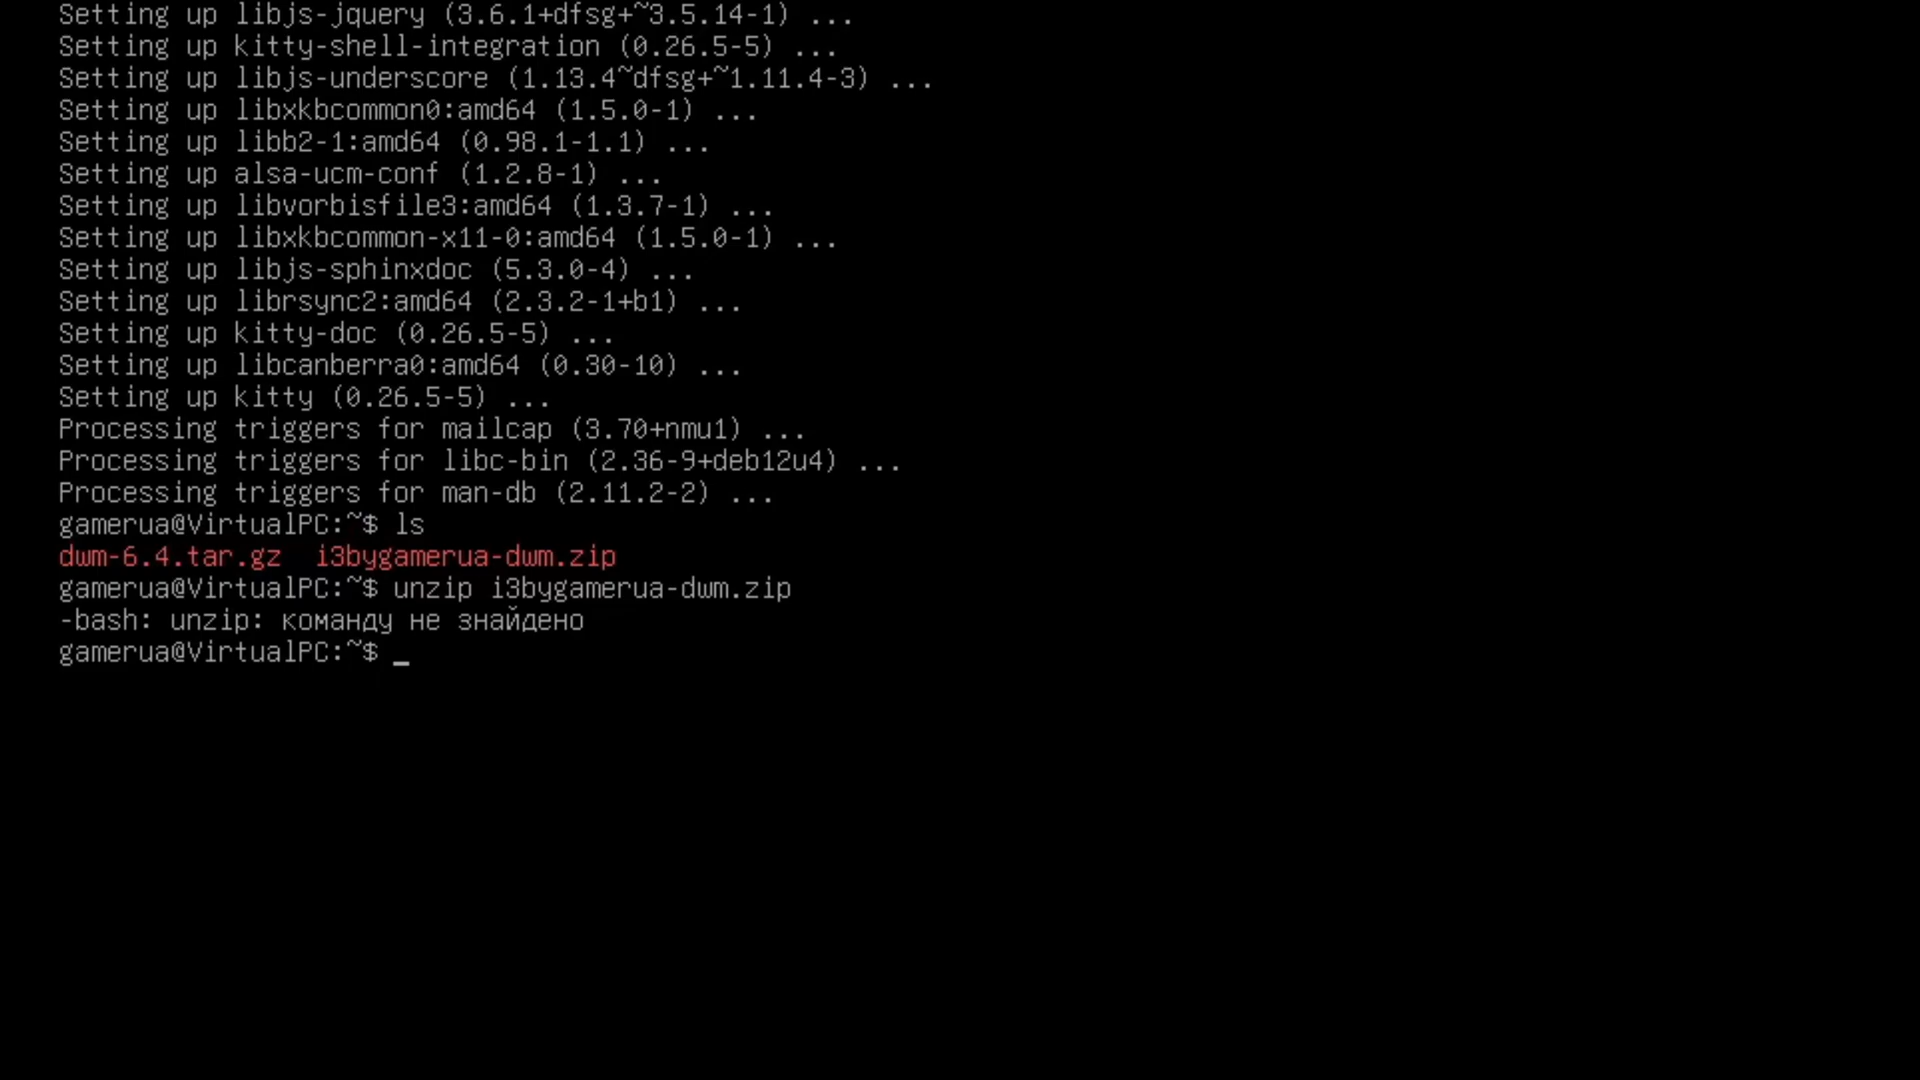 Setting up libjs-jquery (3.6.1+dfsg+~3.5.14-1) ...
Setting up kitty-shell-integration (0.26.5-5) ...
Setting up libjs-underscore (1.13.4~dfsg+~1.11.4-3) ...
Setting up libxkbcommon0:amd64 (1.5.0-1) ...
Setting up libb2-1:amd64 (0.98.1-1.1) ...
Setting up alsa-ucm-conf (1.2.8-1) ...
Setting up libvorbisfile3:amd64 (1.3.7-1) ...
Setting up libxkbcommon-x11-0:amd64 (1.5.0-1) ...
Setting up libjs-sphinxdoc (5.3.0-4) ...
Setting up librsync2:amd64 (2.3.2-1+b1) ...
Setting up kitty-doc (0.26.5-5) ...
Setting up libcanberra0:amd64 (0.30-10) ...
Setting up kitty (0.26.5-5) ...
Processing triggers for mailcap (3.70+nmu1) ...
Processing triggers for libc-bin (2.36-9+deb12u4) ...
Processing triggers for man-db (2.11.2-2) ...
gamerua@VirtualPC:~$ ls
dwm-6.4.tar.gz  i3bygamerua-dwm.zip
gamerua@VirtualPC:~$ unzip i3bygamerua-dwm.zip
-bash: unzip: команду не знайдено
gamerua@VirtualPC:~$ _